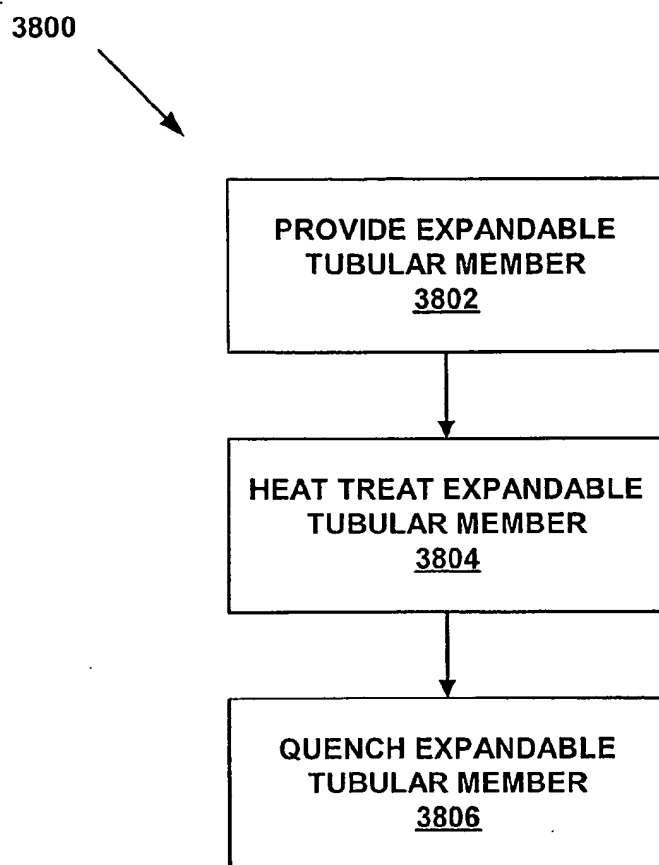 3800
PROVIDE EXPANDABLE
TUBULAR MEMBER
3802
HEAT TREAT EXPANDABLE
TUBULAR MEMBER
3804
QUENCH EXPANDABLE
TUBULAR MEMBER
3806